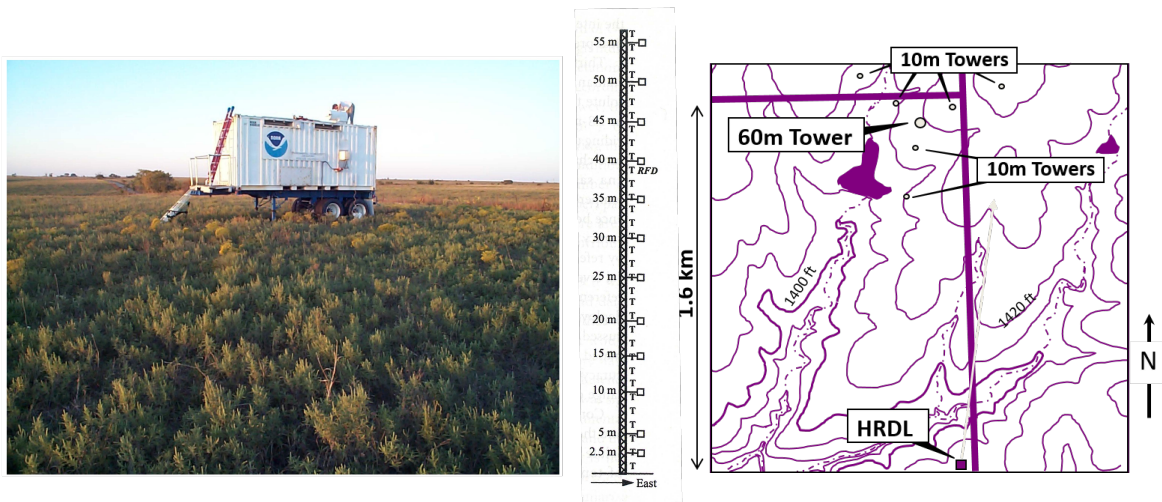 T
55 m
T
50 m
T
45 m
T
40 m
T RFD
35 m
T
30 m
T
25 m
T
20 m
T
15 m
T
10 m
T
5 m
T
2.5 m
T
East
10m Towers
60m Tower
10m Towers
1.6 km
1400 ft
1420 ft
N
HRDL